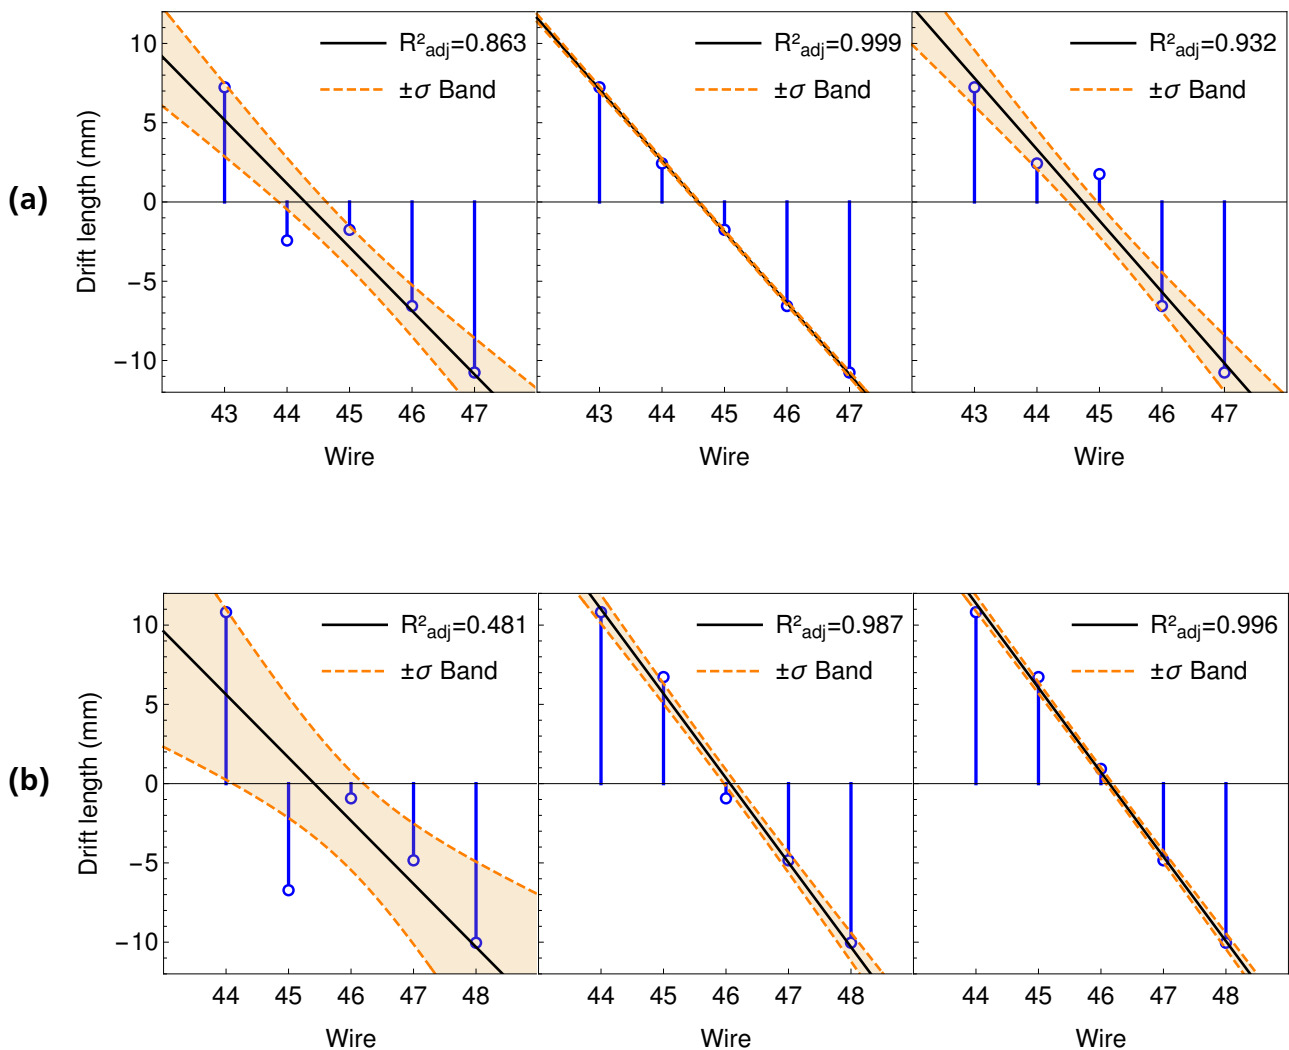 (a)
Drift length (mm)
10
5
0
−5
−10
R²adj=0.863
±σ Band
43 44 45 46 47
Wire
R²adj=0.999
±σ Band
43 44 45 46 47
Wire
R²adj=0.932
±σ Band
43 44 45 46 47
Wire
(b)
Drift length (mm)
10
5
0
−5
−10
R²adj=0.481
±σ Band
44 45 46 47 48
Wire
R²adj=0.987
±σ Band
44 45 46 47 48
Wire
R²adj=0.996
±σ Band
44 45 46 47 48
Wire